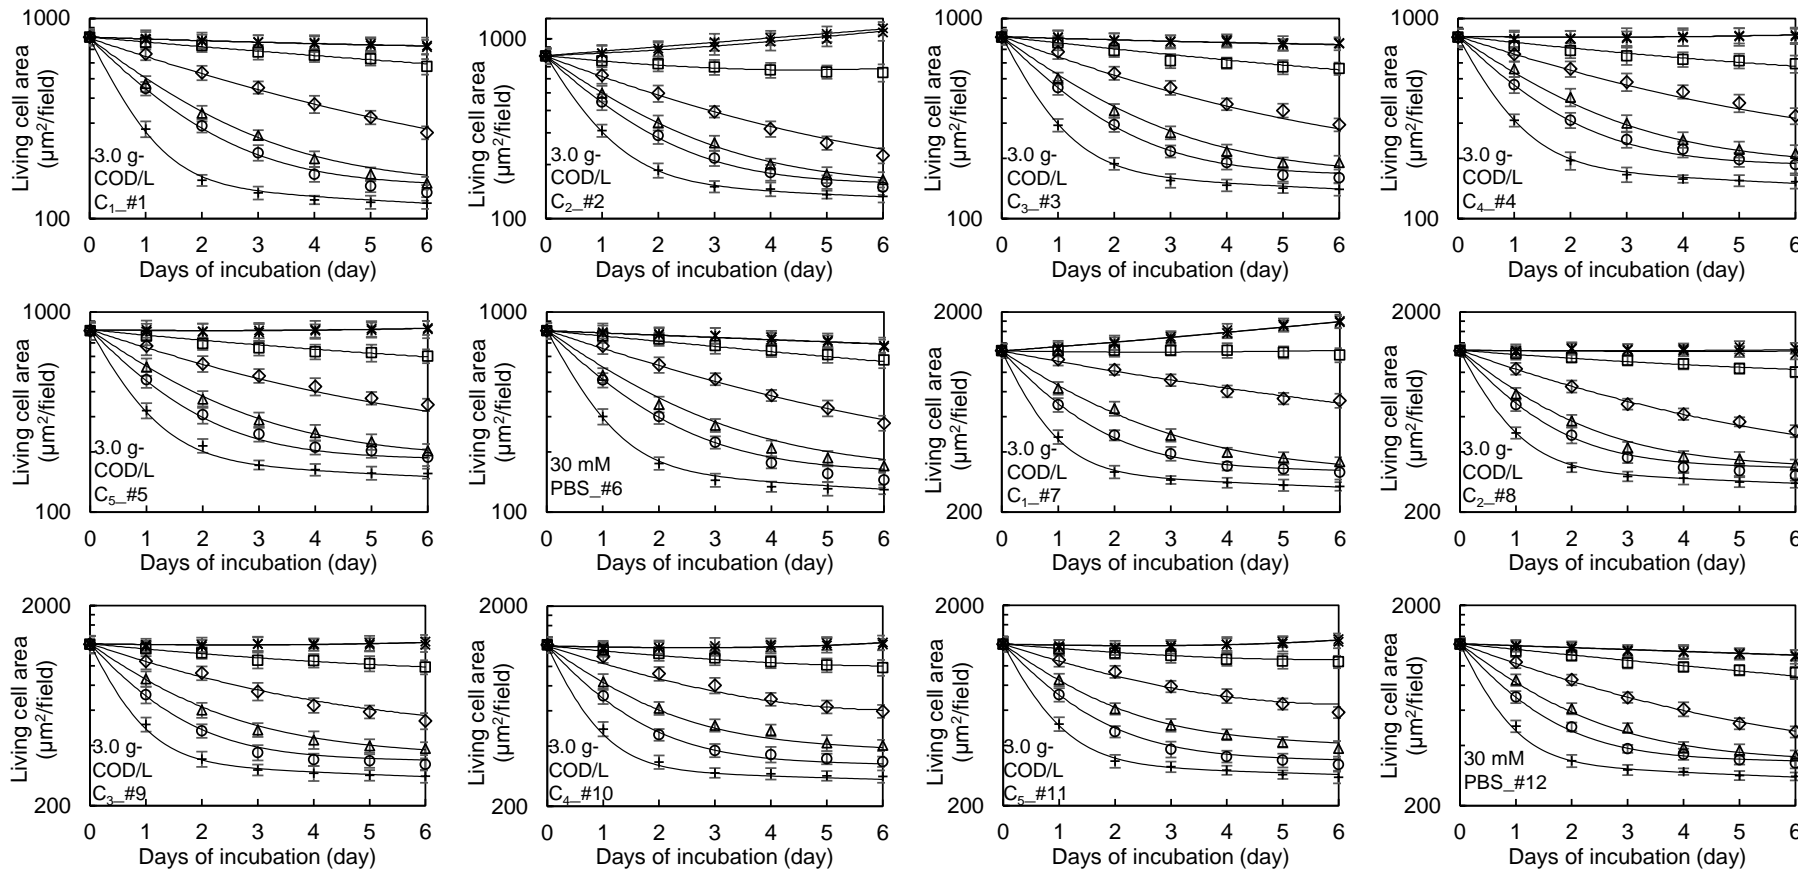 1000
100
Living cell area
(µm²/field)
3.0 g-
COD/L
C₁_#1
0 1 2 3 4 5 6
Days of incubation (day)
1000
100
Living cell area
(µm²/field)
3.0 g-
COD/L
C₂_#2
0 1 2 3 4 5 6
Days of incubation (day)
1000
100
Living cell area
(µm²/field)
3.0 g-
COD/L
C₃_#3
0 1 2 3 4 5 6
Days of incubation (day)
1000
100
Living cell area
(µm²/field)
3.0 g-
COD/L
C₄_#4
0 1 2 3 4 5 6
Days of incubation (day)
1000
100
Living cell area
(µm²/field)
3.0 g-
COD/L
C₅_#5
0 1 2 3 4 5 6
Days of incubation (day)
1000
100
Living cell area
(µm²/field)
30 mM
PBS_#6
0 1 2 3 4 5 6
Days of incubation (day)
2000
200
Living cell area
(µm²/field)
3.0 g-
COD/L
C₁_#7
0 1 2 3 4 5 6
Days of incubation (day)
2000
200
Living cell area
(µm²/field)
3.0 g-
COD/L
C₂_#8
0 1 2 3 4 5 6
Days of incubation (day)
2000
200
Living cell area
(µm²/field)
3.0 g-
COD/L
C₃_#9
0 1 2 3 4 5 6
Days of incubation (day)
2000
200
Living cell area
(µm²/field)
3.0 g-
COD/L
C₄_#10
0 1 2 3 4 5 6
Days of incubation (day)
2000
200
Living cell area
(µm²/field)
3.0 g-
COD/L
C₅_#11
0 1 2 3 4 5 6
Days of incubation (day)
2000
200
Living cell area
(µm²/field)
30 mM
PBS_#12
0 1 2 3 4 5 6
Days of incubation (day)